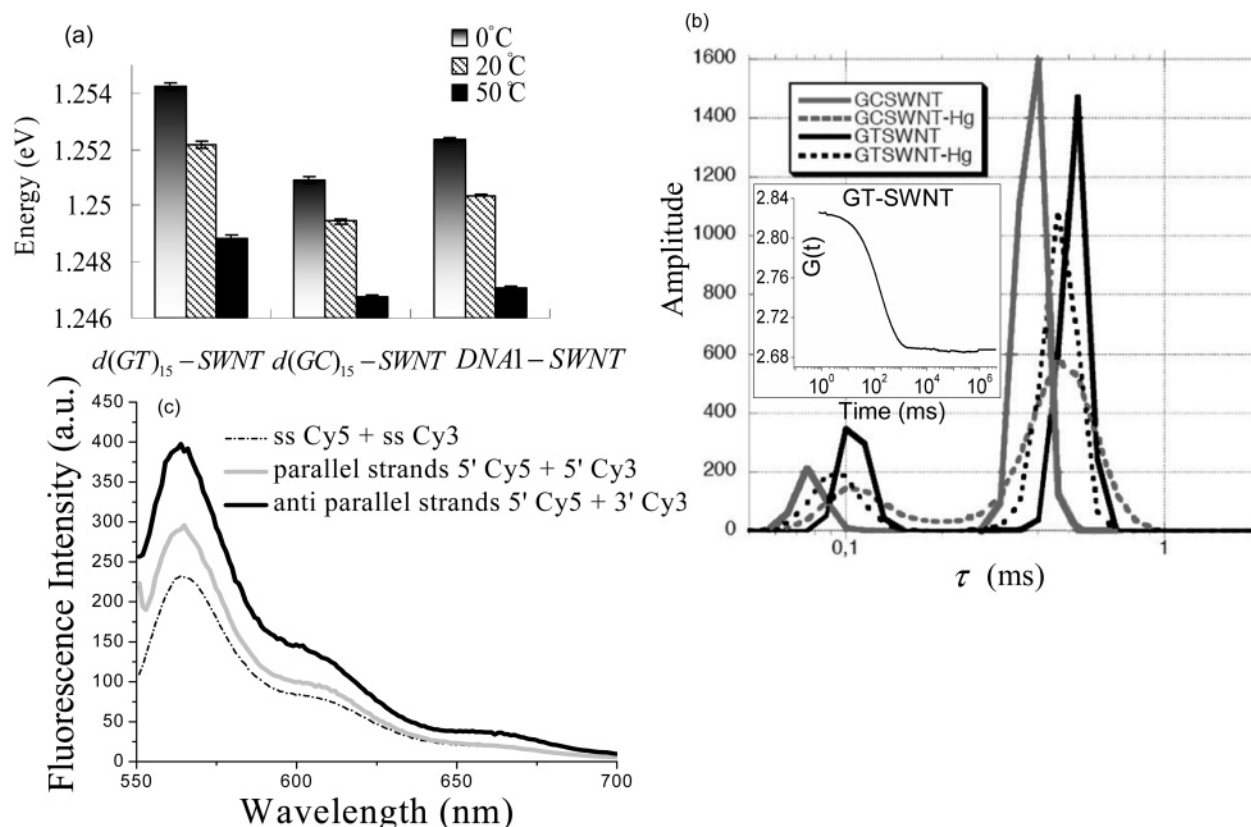 (a)
0°C
20°C
50°C
1.254
1.252
1.25
1.248
1.246
Energy (eV)
d(GT)15 – SWNT d(GC)15 – SWNT DNA1 – SWNT
(b)
1600
1400
1200
1000
800
600
400
200
0
Amplitude
GCSWNT
GCSWNT-Hg
GTSWNT
GTSWNT-Hg
GT-SWNT
2.84
2.80
2.76
2.72
2.68
G(t)
10^0 10^2 10^4 10^6
Time (ms)
0,1 1
τ (ms)
(c)
ss Cy5 + ss Cy3
parallel strands 5' Cy5 + 5' Cy3
anti parallel strands 5' Cy5 + 3' Cy3
400
350
300
250
200
150
100
50
0
Fluorescence Intensity (a.u.)
550 600 650 700
Wavelength (nm)